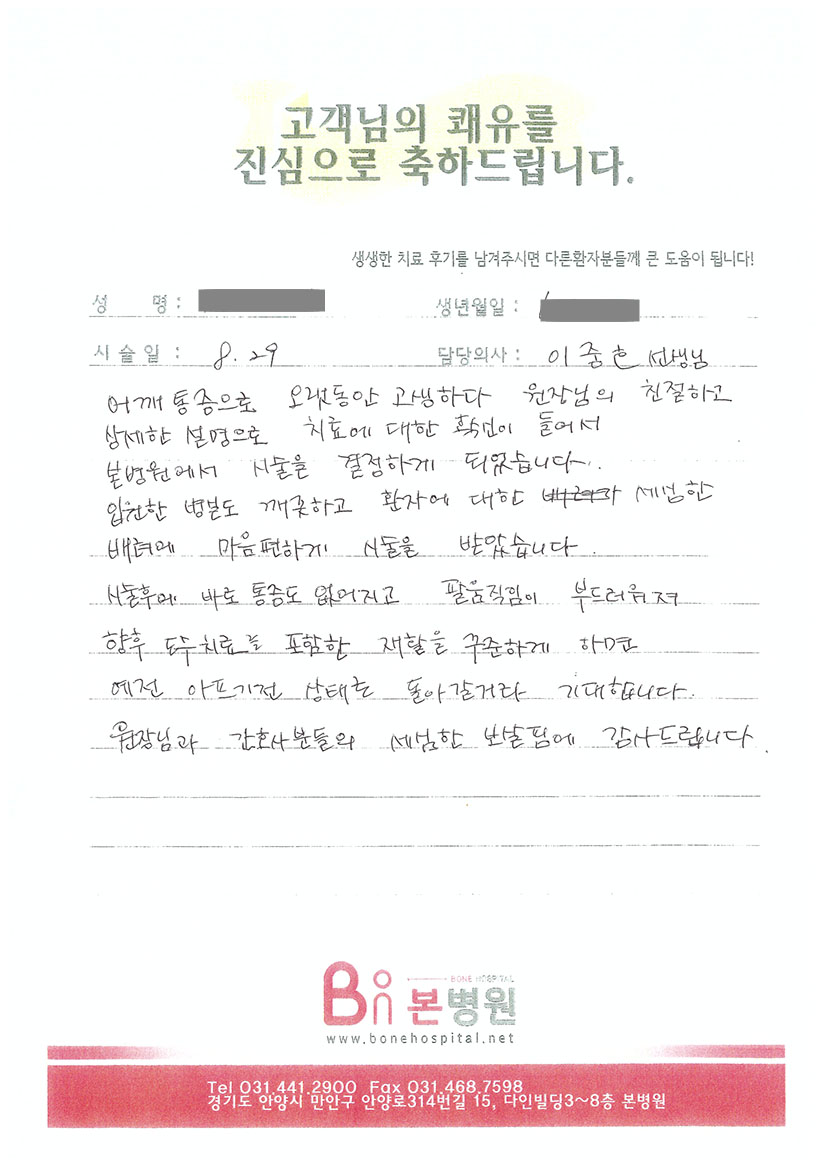 고객님의 쾌유를
진심으로 축하드립니다.
생생한 치료 후기를 남겨주시면 다른환자분들께 큰 도움이 됩니다!
성 명 :
생년월일 :
시 술 일 : 8. 29
담당의사 : 이중효 선생님
어깨통증으로 오랫동안 고생하다 원장님의 친절하고
상세한 설명으로 치료에 대한 확신이 들어서
본병원에서 시술을 결정하게 되었습니다.
입원한 병실도 깨끗하고 환자에 대한 세심한
배려에 마음편하게 시술을 받았습니다.
시술후에 바로 통증도 없어지고 팔움직임이 부드러워져
향후 도수치료를 포함한 재활을 꾸준하게 하면
예전 아프기전 상태로 돌아갈거라 기대합니다.
원장님과 간호사분들의 세심한 보살핌에 감사드립니다.
BONE HOSPITAL
Bon 본병원
www.bonehospital.net
Tel 031.441.2900 Fax 031.468.7598
경기도 안양시 만안구 안양로314번길 15, 다인빌딩3~8층 본병원